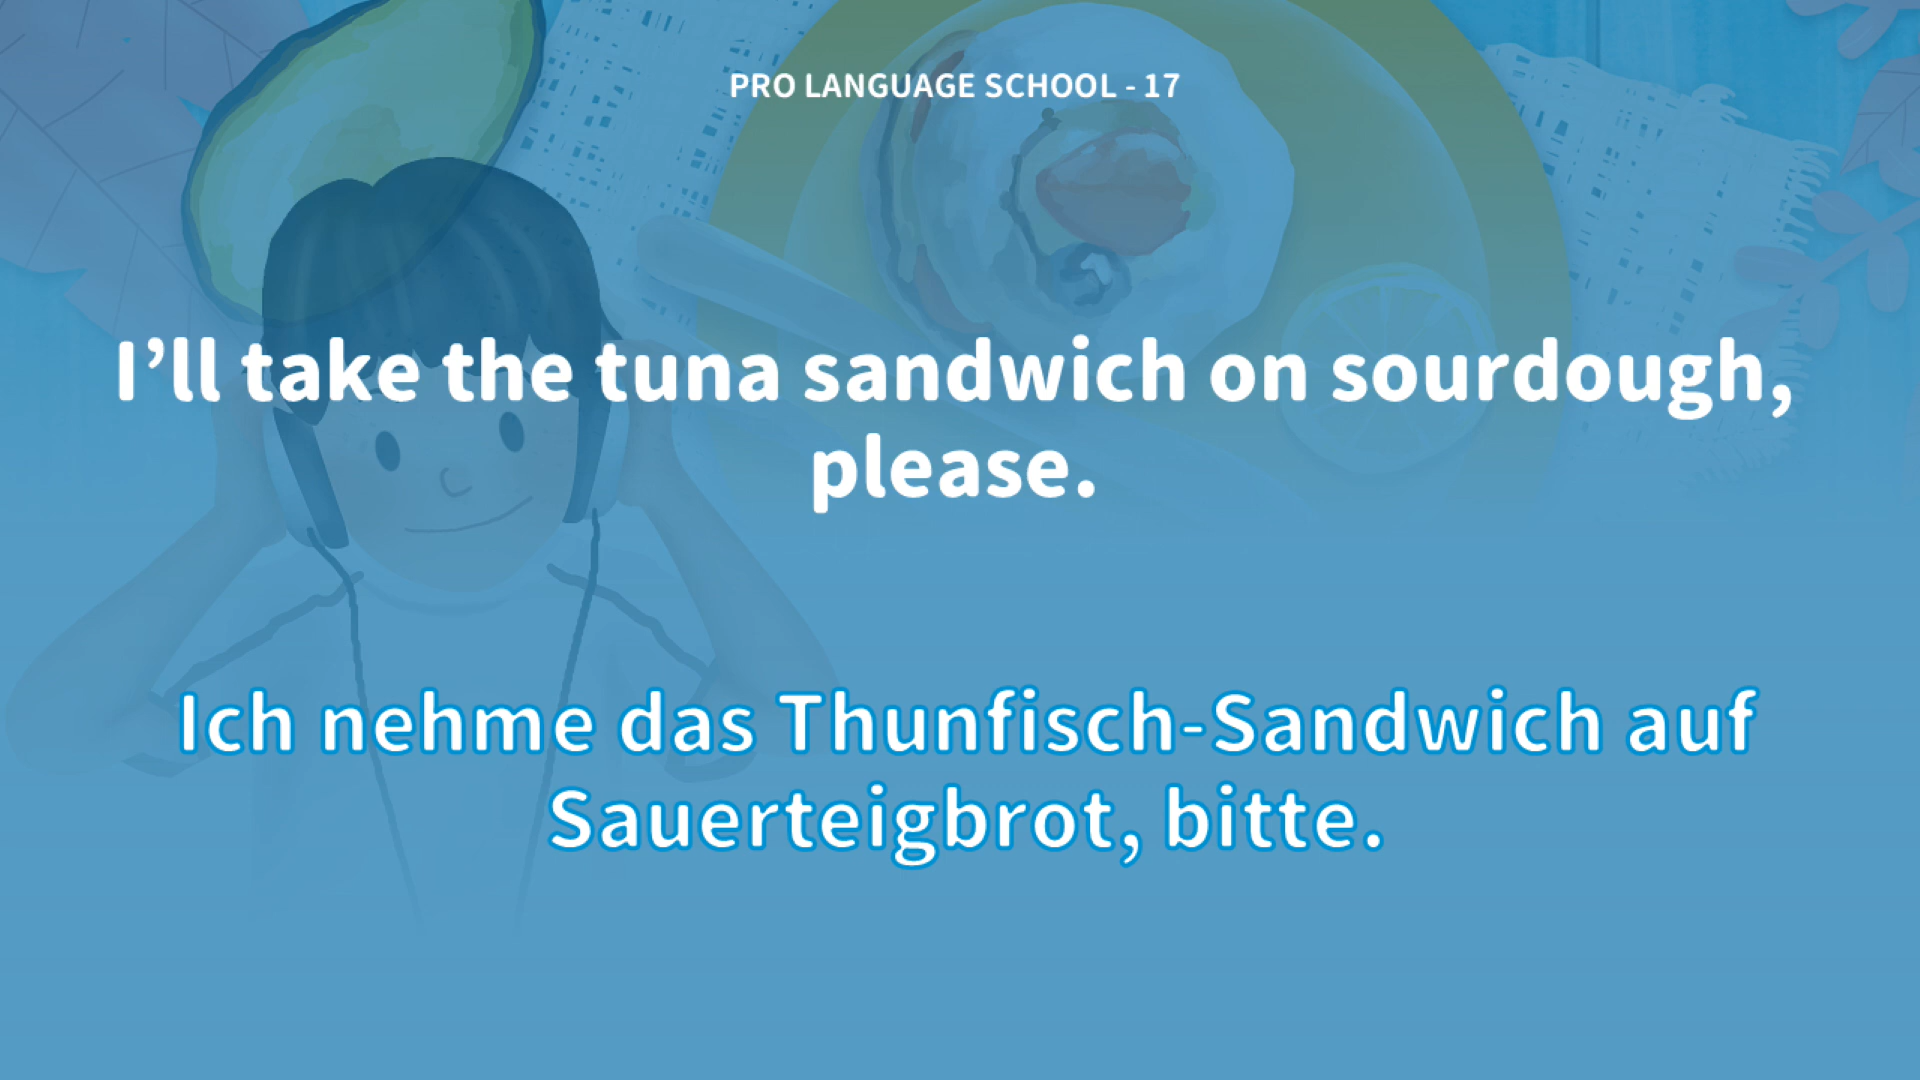 PRO LANGUAGE SCHOOL - 17
I’ll take the tuna sandwich on sourdough,
please.
Ich nehme das Thunfisch-Sandwich auf
Sauerteigbrot, bitte.